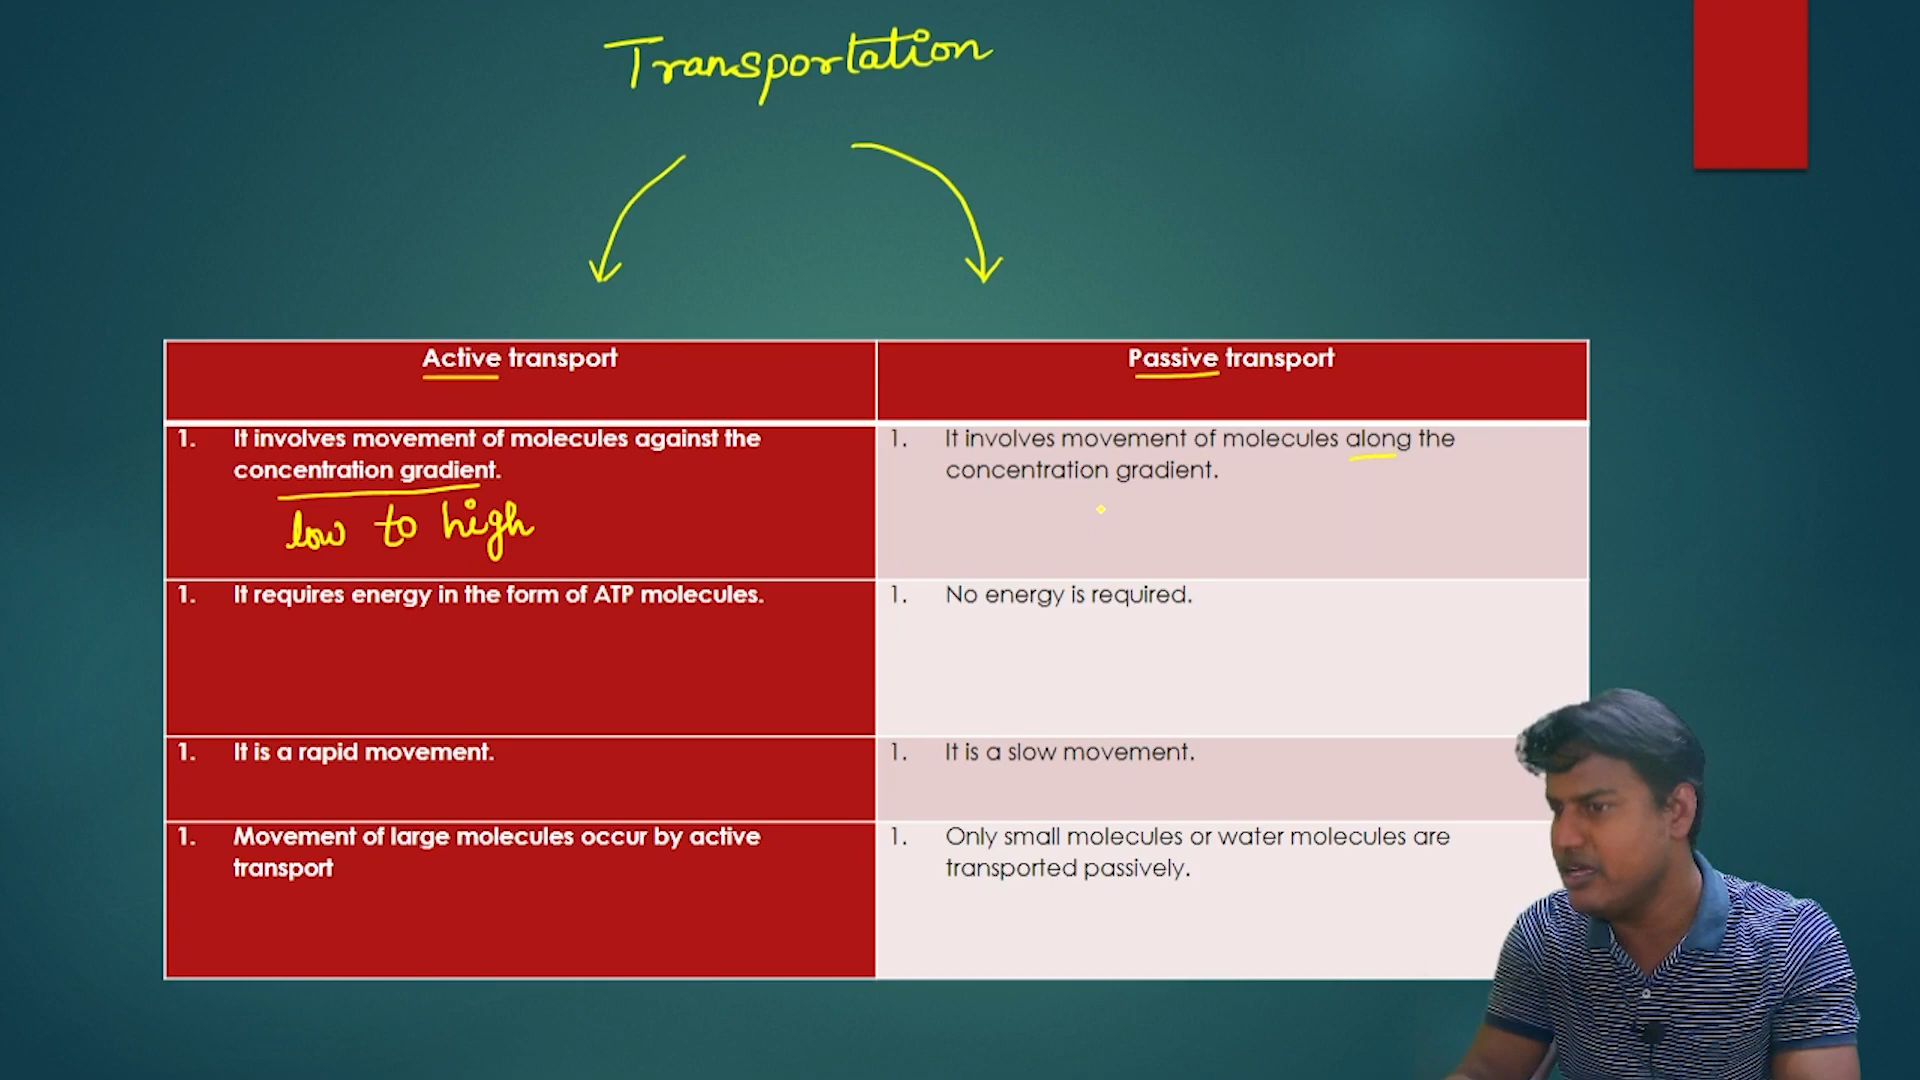 Transportation
Active transport
Passive transport
1. It involves movement of molecules against the
concentration gradient.
low to high
1. It involves movement of molecules along the
concentration gradient.
1. It requires energy in the form of ATP molecules.
1. No energy is required.
1. It is a rapid movement.
1. It is a slow movement.
1. Movement of large molecules occur by active
transport
1. Only small molecules or water molecules are
transported passively.